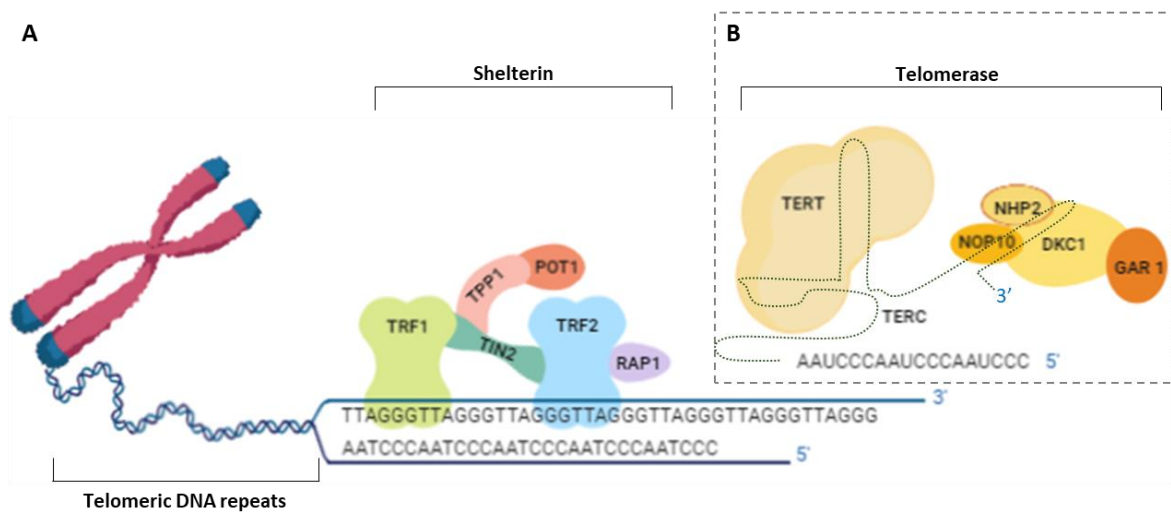 A
B
Shelterin
Telomerase
TERT
NHP2
NOP10
DKC1
GAR 1
3’
TERC
AAUCCCAAUCCCAAUCCC 5’
POT1
TPP1
TRF1
TIN2
TRF2
RAP1
3’
TTAGGGTTAGGGTTAGGGTTAGGGTTAGGGTTAGGGTTAGGG
AATCCCAATCCCAATCCCAATCCCAATCCC
5’
Telomeric DNA repeats